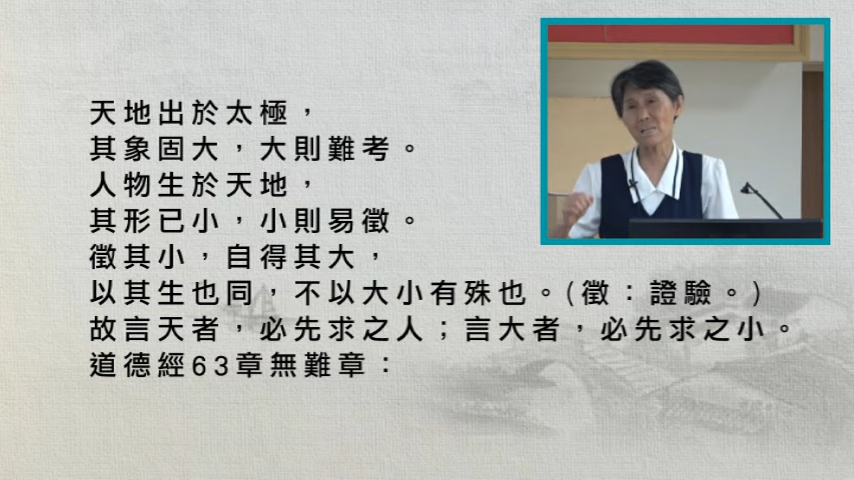 天地出於太極，
其象固大，大則難考。
人物生於天地，
其形已小，小則易徵。
徵其小，自得其大，
以其生也同，不以大小有殊也。(徵：證驗。)
故言天者，必先求之人；言大者，必先求之小。
道德經63章無難章：